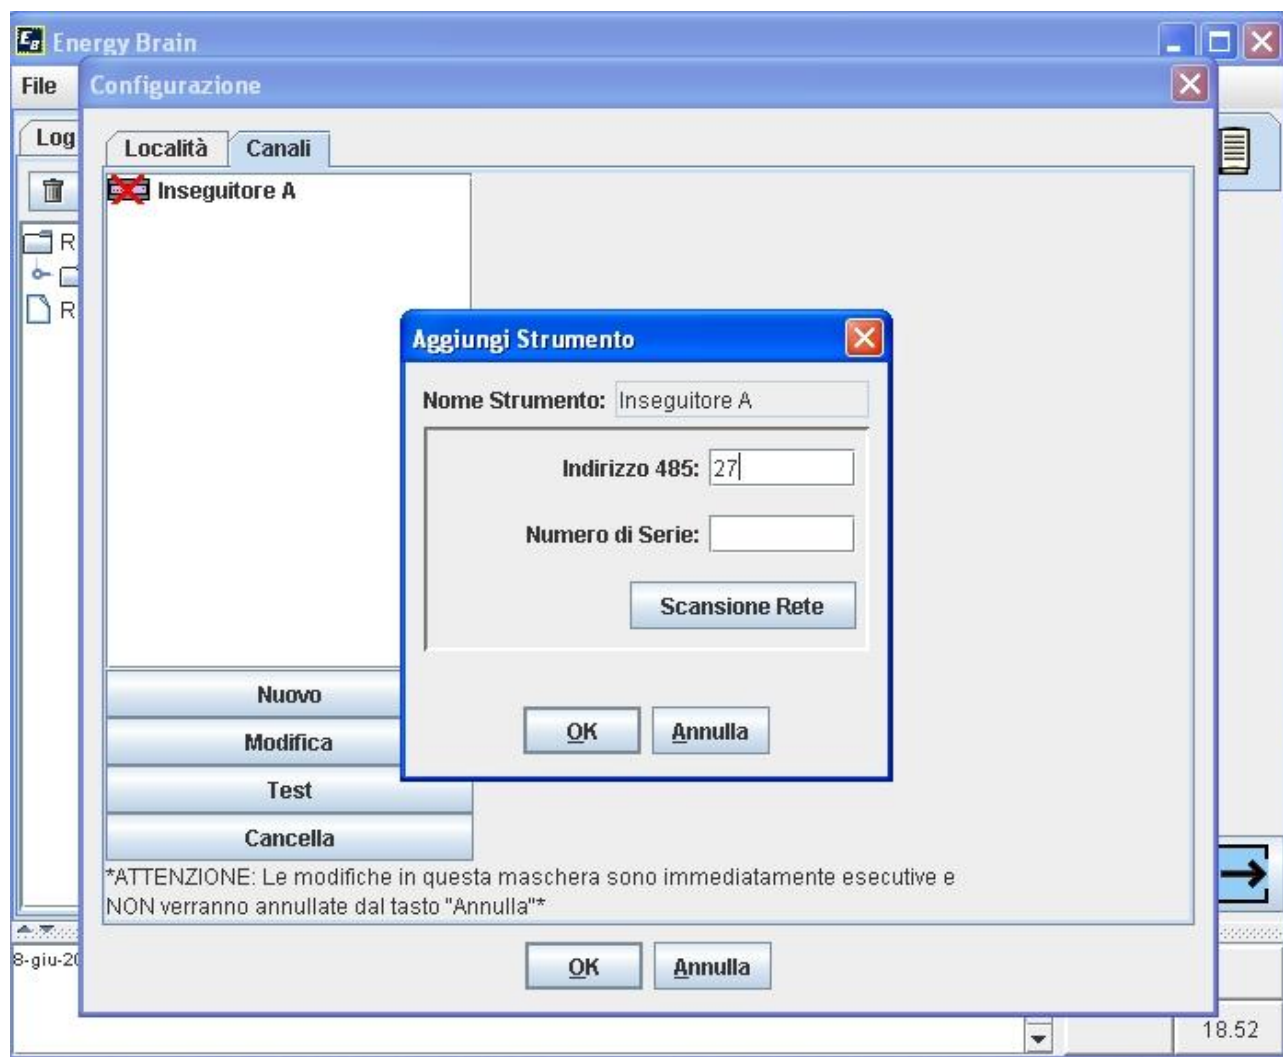 Energy Brain
File
Configurazione
Log
Località
Canali
Inseguitore A
R
R
Aggiungi Strumento
Nome Strumento: Inseguitore A
Indirizzo 485: 27
Numero di Serie:
Scansione Rete
OK
Annulla
Nuovo
Modifica
Test
Cancella
*ATTENZIONE: Le modifiche in questa maschera sono immediatamente esecutive e
NON verranno annullate dal tasto "Annulla"*
8-giu-20
OK
Annulla
18.52